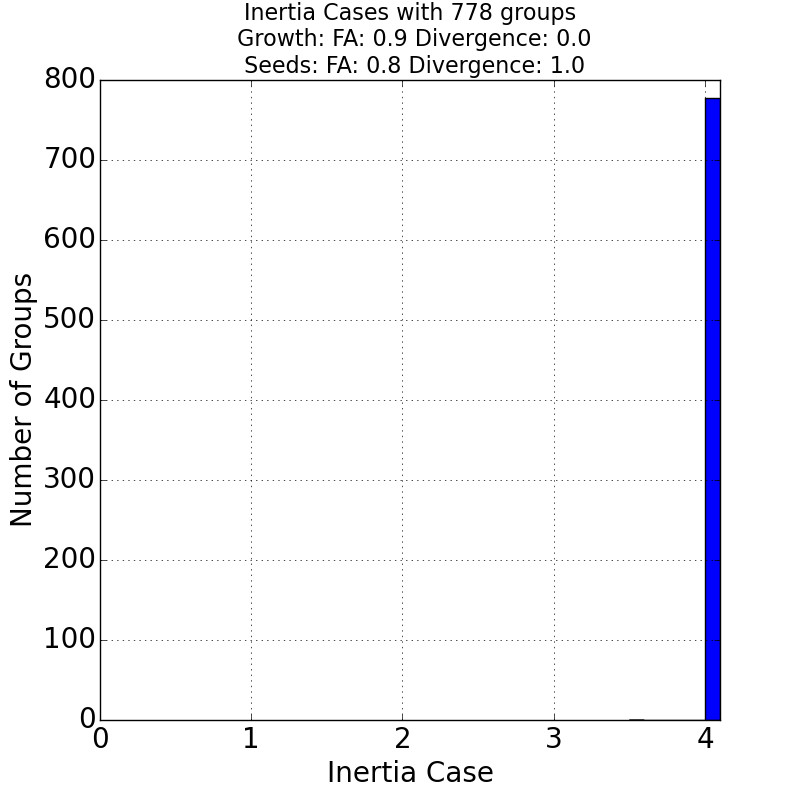 Inertia Cases with 778 groups
Growth: FA: 0.9 Divergence: 0.0
Seeds: FA: 0.8 Divergence: 1.0
800
700
600
500
400
300
200
100
0
Number of Groups
0 1 2 3 4
Inertia Case